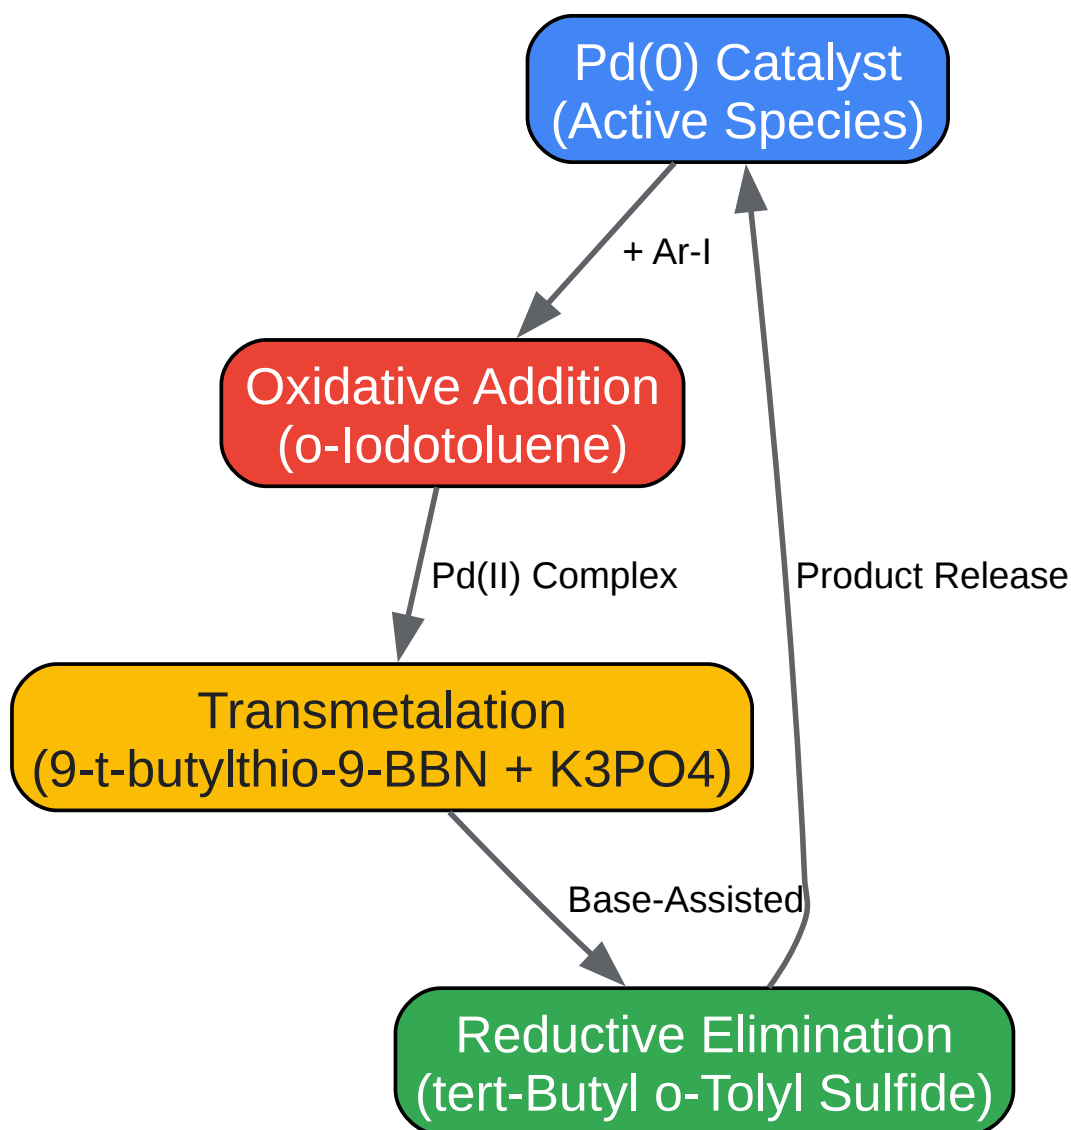 Pd(0) Catalyst
(Active Species)
+ Ar-I
Oxidative Addition
(o-Iodotoluene)
Pd(II) Complex
Product Release
Transmetalation
(9-t-butylthio-9-BBN + K3PO4)
Base-Assisted
Reductive Elimination
(tert-Butyl o-Tolyl Sulfide)